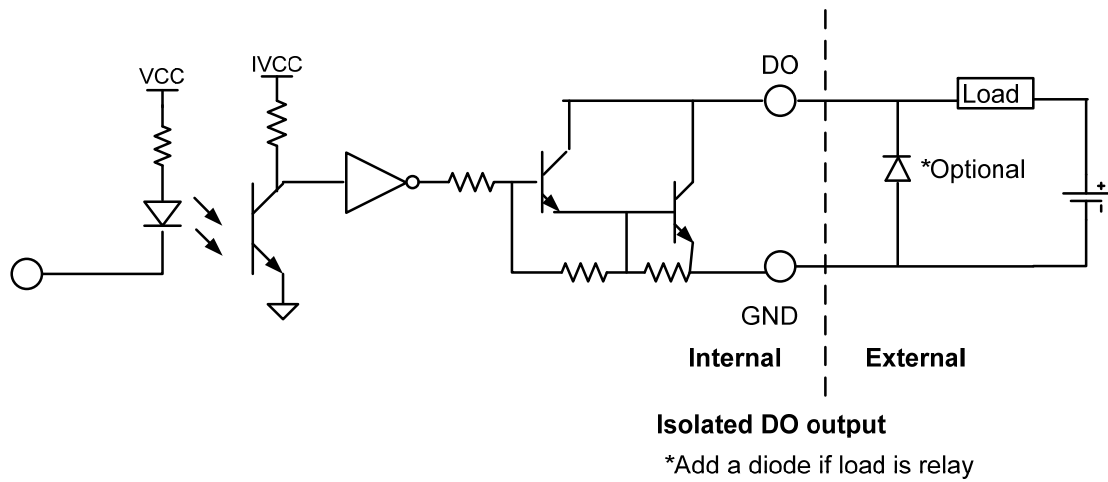 DO
VCC
IVCC
Load
*Optional
+
GND
Internal
External
Isolated DO output
*Add a diode if load is relay